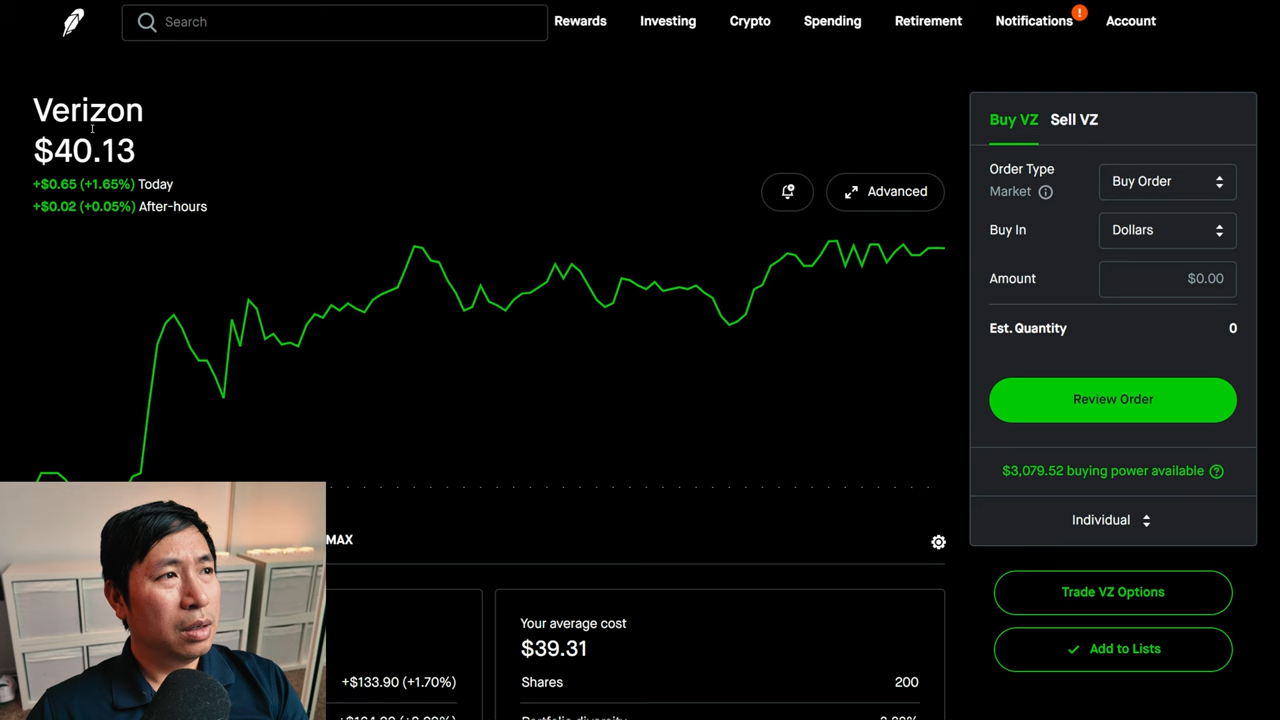 Search
Rewards
Investing
Crypto
Spending
Retirement
Notifications
!
Account
Verizon
$40.13
+$0.65 (+1.65%) Today
+$0.02 (+0.05%) After-hours
Advanced
Buy VZ
Sell VZ
Order Type
Market
Buy Order
Buy In
Dollars
Amount
$0.00
Est. Quantity
0
Review Order
$3,079.52 buying power available
Individual
Trade VZ Options
Add to Lists
MAX
+$133.90 (+1.70%)
Your average cost
$39.31
Shares
200
Portfolio diversity